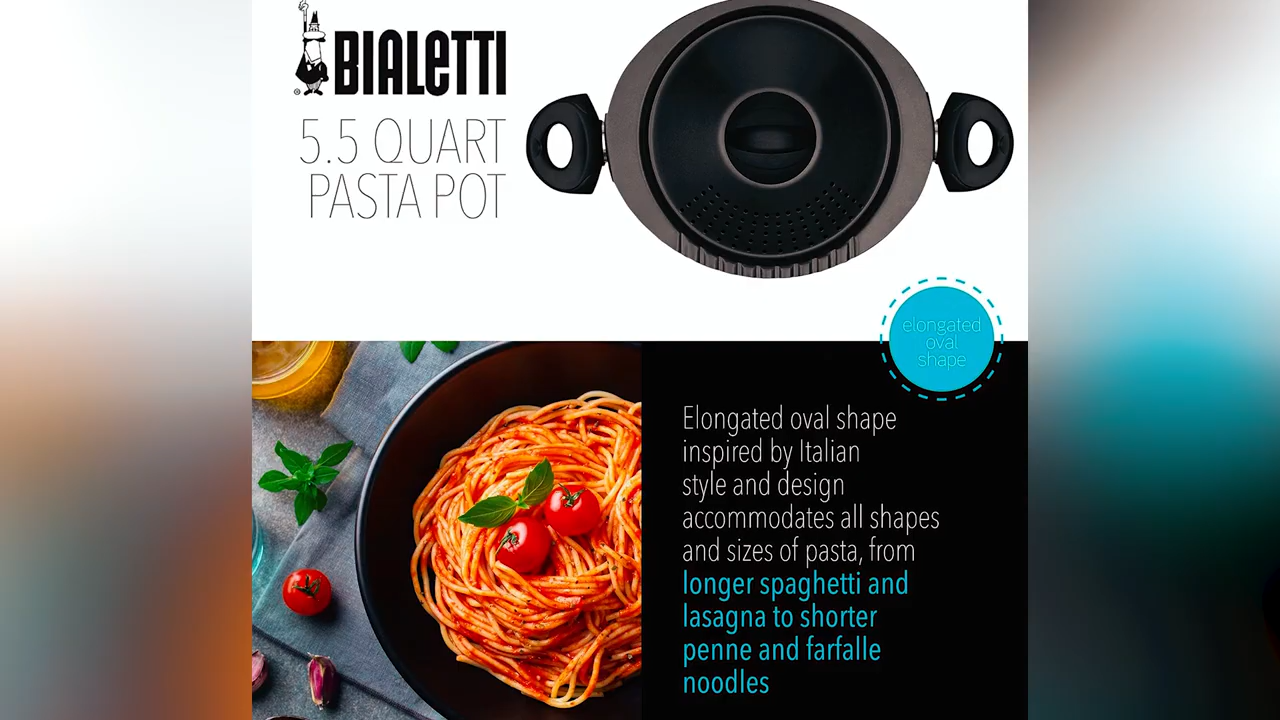 BIALETTI
5.5 QUART
PASTA POT
elongated
oval
shape
Elongated oval shape
inspired by Italian
style and design
accommodates all shapes
and sizes of pasta, from
longer spaghetti and
lasagna to shorter
penne and farfalle
noodles